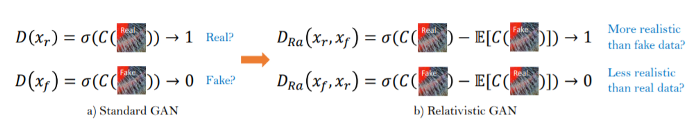 D(x_r) = σ(C(Real)) → 1 Real?
D(x_f) = σ(C(Fake)) → 0 Fake?
a) Standard GAN
D_Ra(x_r, x_f) = σ(C(Real) − 𝔼[C(Fake)]) → 1 More realistic
than fake data?
D_Ra(x_f, x_r) = σ(C(Fake) − 𝔼[C(Real)]) → 0 Less realistic
than real data?
b) Relativistic GAN